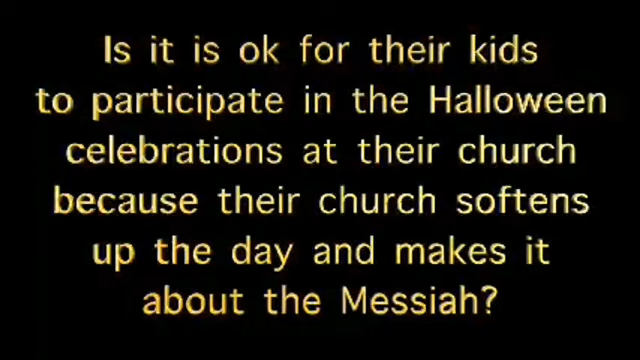 Is it is ok for their kids
to participate in the Halloween
celebrations at their church
because their church softens
up the day and makes it
about the Messiah?